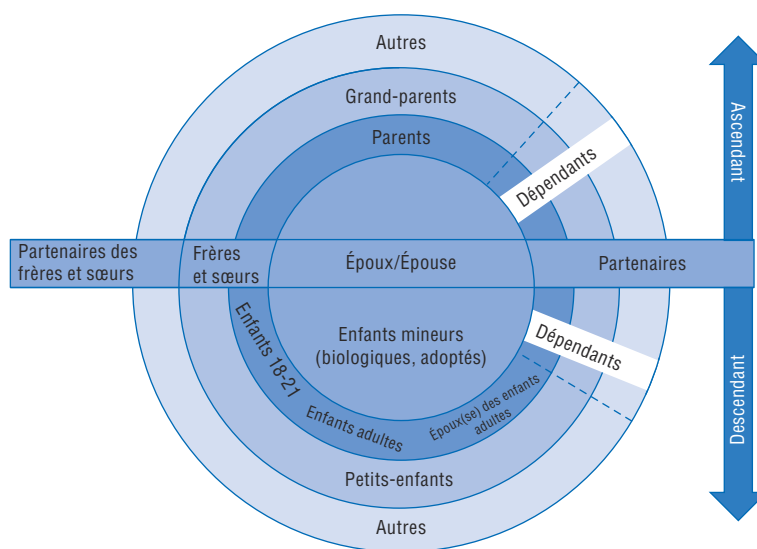 Autres
Grand-parents
Parents
Dépendants
Ascendant
Partenaires des
frères et sœurs
Frères
et sœurs
Époux/Épouse
Partenaires
Enfants mineurs
(biologiques, adoptés)
Dépendants
Enfants 18-21
Enfants adultes
Époux(se) des enfants
adultes
Descendant
Petits-enfants
Autres